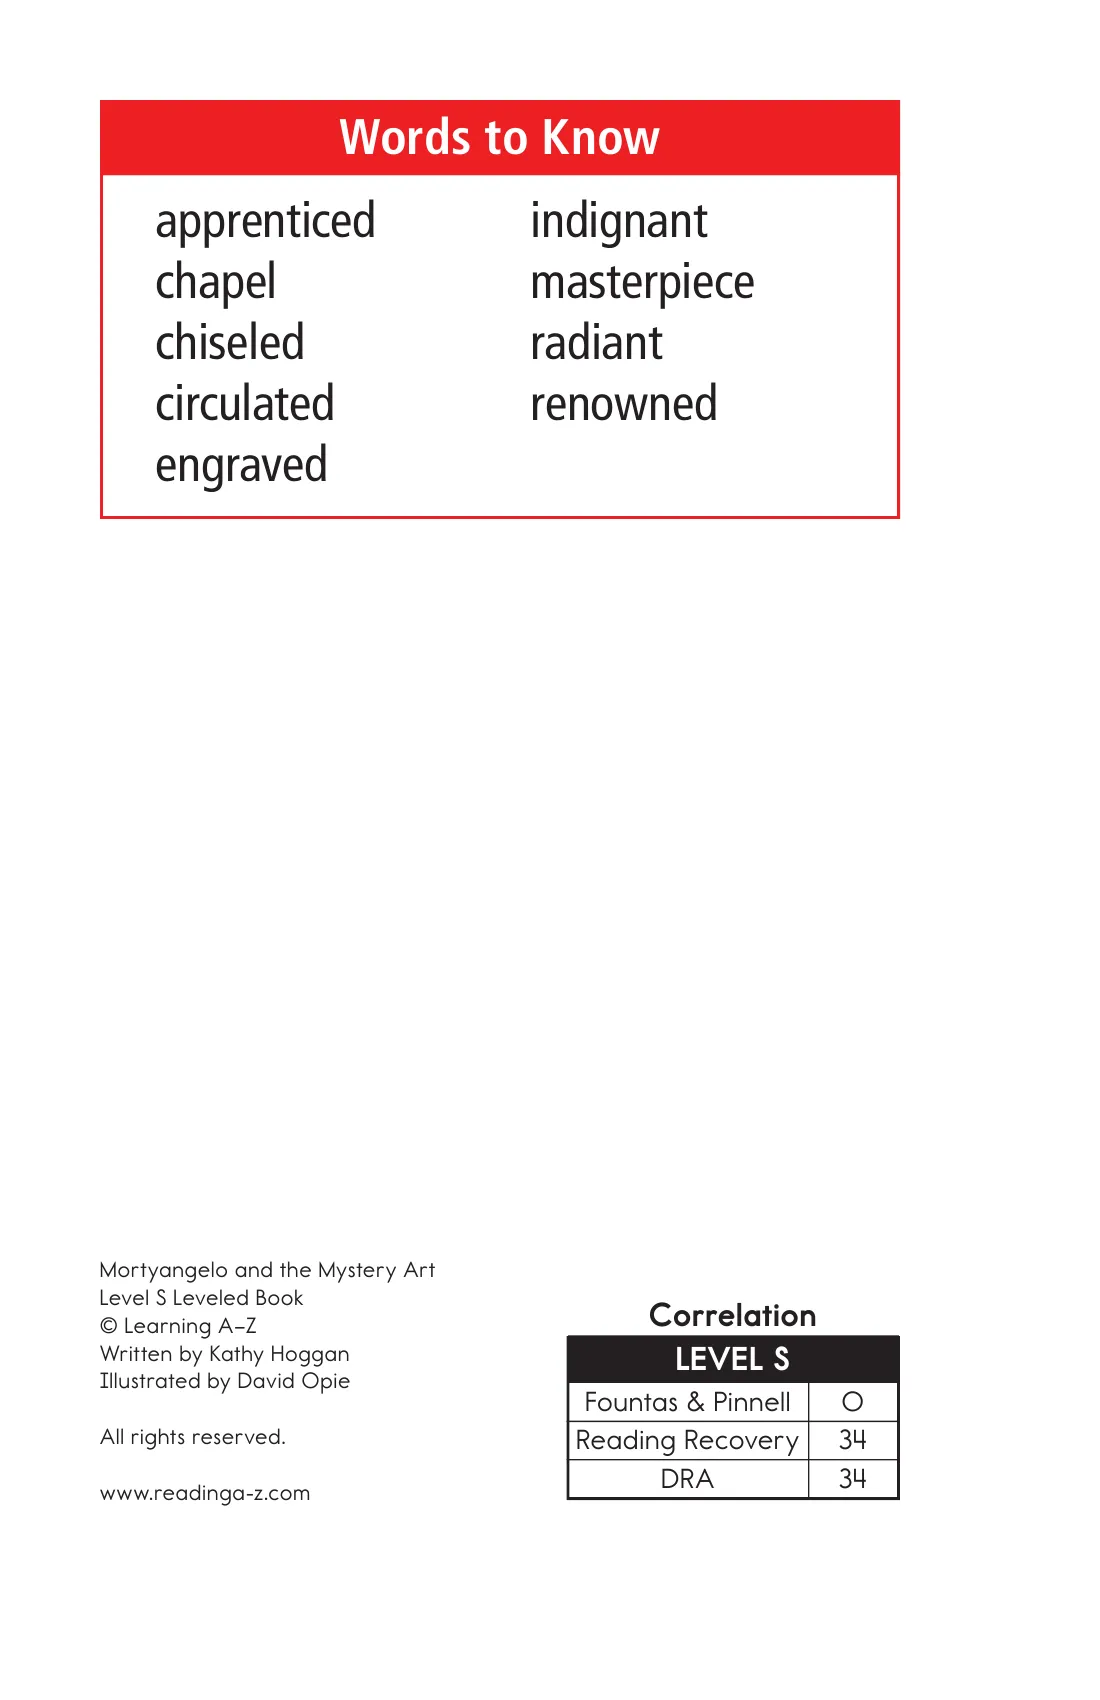 Words to Know
apprenticed
chapel
chiseled
circulated
engraved
indignant
masterpiece
radiant
renowned
Mortyangelo and the Mystery Art
Level S Leveled Book
© Learning A–Z
Written by Kathy Hoggan
Illustrated by David Opie
All rights reserved.
www.readinga-z.com
Correlation
LEVEL S
Fountas & Pinnell O
Reading Recovery 34
DRA 34